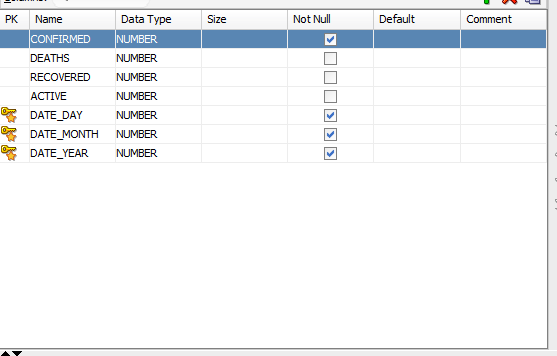 PK Name Data Type Size Not Null Default Comment
CONFIRMED NUMBER
DEATHS NUMBER
RECOVERED NUMBER
ACTIVE NUMBER
DATE_DAY NUMBER
DATE_MONTH NUMBER
DATE_YEAR NUMBER